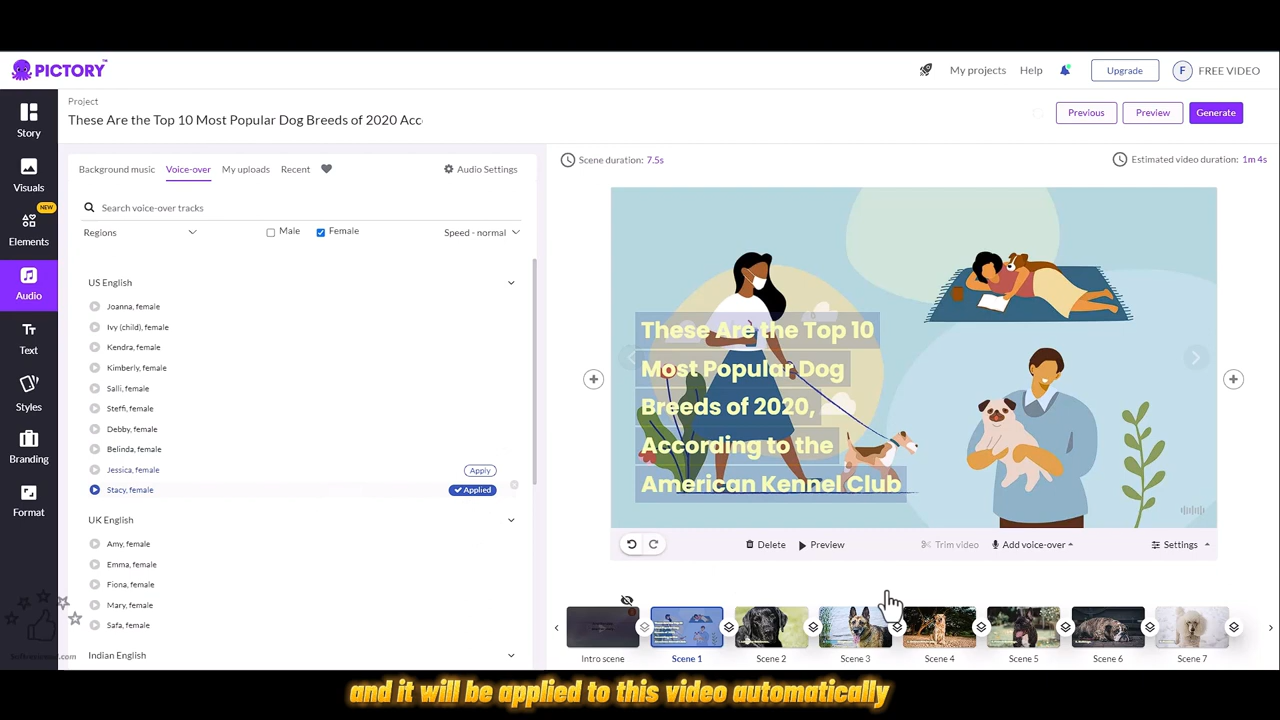 PICTORY™
My projects
Help
Upgrade
F
FREE VIDEO
Story
Visuals
NEW
Elements
Audio
Text
Styles
Branding
Format
Project
These Are the Top 10 Most Popular Dog Breeds of 2020 Acc
Previous
Preview
Generate
Background music
Voice-over
My uploads
Recent
Audio Settings
Search voice-over tracks
Regions
Male
Female
Speed - normal
US English
Joanna, female
Ivy (child), female
Kendra, female
Kimberly, female
Salli, female
Steffi, female
Debby, female
Belinda, female
Jessica, female
Apply
Stacy, female
Applied
UK English
Amy, female
Emma, female
Fiona, female
Mary, female
Safa, female
Indian English
Scene duration: 7.5s
Estimated video duration: 1m 4s
These Are the Top 10
Most Popular Dog
Breeds of 2020,
According to the
American Kennel Club
Delete
Preview
Trim video
Add voice-over
Settings
Intro scene
Scene 1
Scene 2
Scene 3
Scene 4
Scene 5
Scene 6
Scene 7
and it will be applied to this video automatically